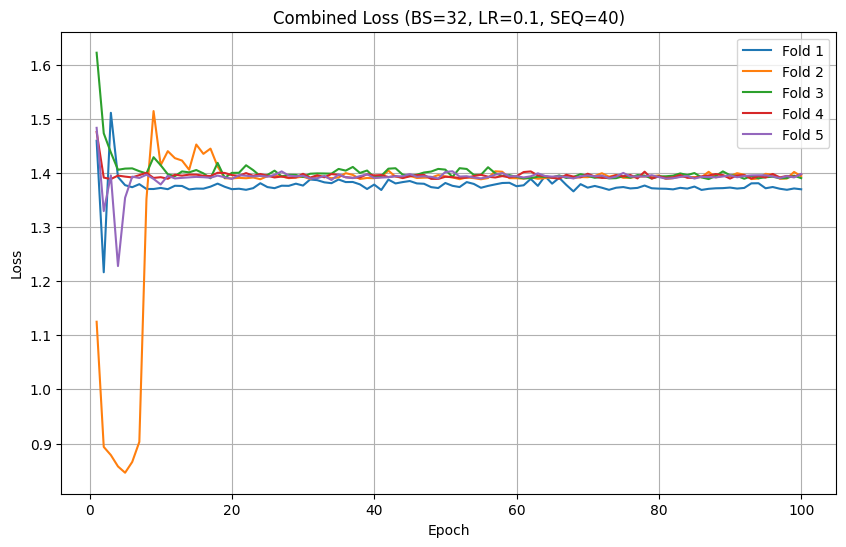 Combined Loss (BS=32, LR=0.1, SEQ=40)
Loss
1.6
1.5
1.4
1.3
1.2
1.1
1.0
0.9
Fold 1
Fold 2
Fold 3
Fold 4
Fold 5
0 20 40 60 80 100
Epoch